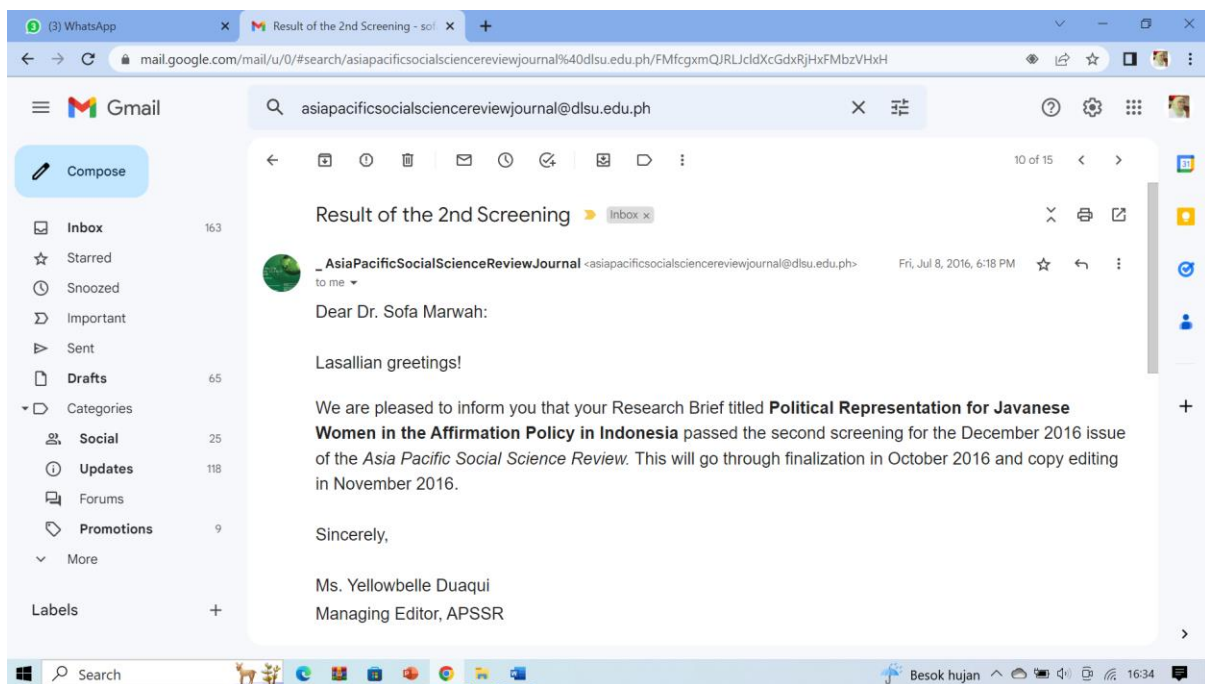 (3) WhatsApp
Result of the 2nd Screening - sof
mail.google.com/mail/u/0/#search/asiapacificsocialsciencereviewjournal%40dlsu.edu.ph/FMfcgxmQJRLJcldXcGdxRjHxFMbzVHxH
Gmail
asiapacificsocialsciencereviewjournal@dlsu.edu.ph
Compose
10 of 15
31
Result of the 2nd Screening Inbox x
Inbox 163
Starred
_ AsiaPacificSocialScienceReviewJournal <asiapacificsocialsciencereviewjournal@dlsu.edu.ph> Fri, Jul 8, 2016, 6:18 PM
to me
Snoozed
Important
Sent
Drafts 65
Categories
Social 25
Updates 118
Forums
Promotions 9
More
Labels
Dear Dr. Sofa Marwah:
Lasallian greetings!
We are pleased to inform you that your Research Brief titled Political Representation for Javanese
Women in the Affirmation Policy in Indonesia passed the second screening for the December 2016 issue
of the Asia Pacific Social Science Review. This will go through finalization in October 2016 and copy editing
in November 2016.
Sincerely,
Ms. Yellowbelle Duaqui
Managing Editor, APSSR
Search
Besok hujan
16:34